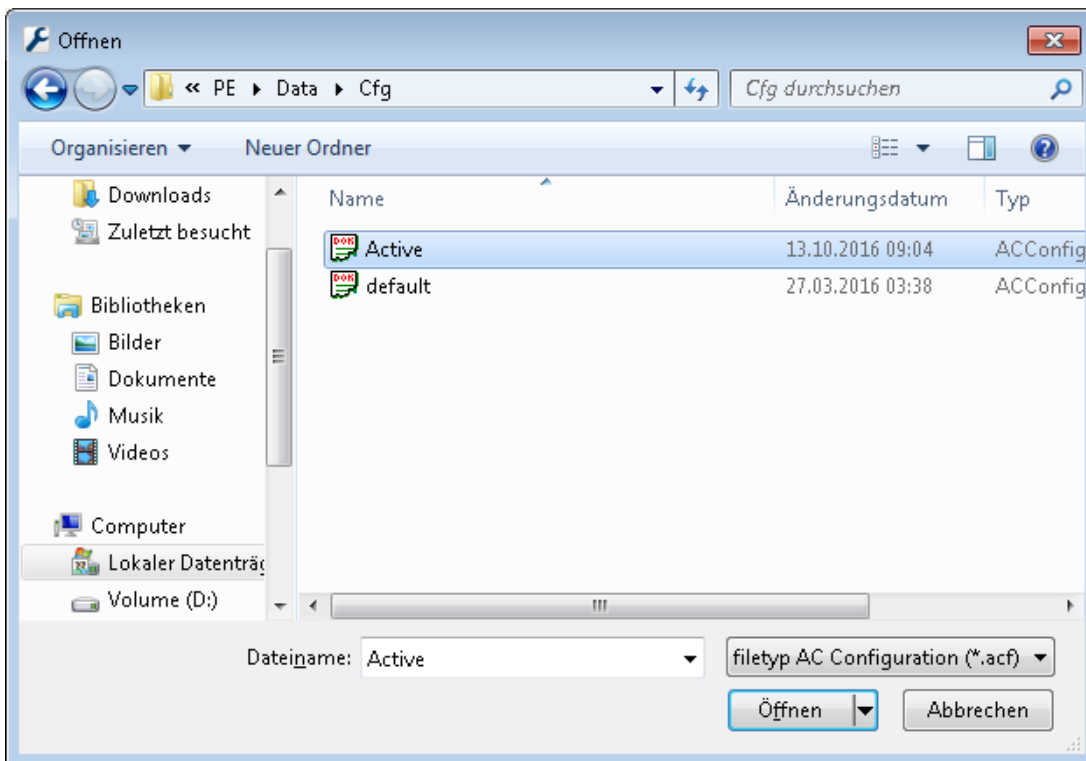 Öffnen
« PE ▸ Data ▸ Cfg
Cfg durchsuchen
Organisieren
Neuer Ordner
Downloads
Zuletzt besucht
Bibliotheken
Bilder
Dokumente
Musik
Videos
Computer
Lokaler Datenträg
Volume (D:)
Name Änderungsdatum Typ
Active 13.10.2016 09:04 ACConfig
default 27.03.2016 03:38 ACConfig
Dateiname: Active
filetyp AC Configuration (*.acf)
Öffnen
Abbrechen